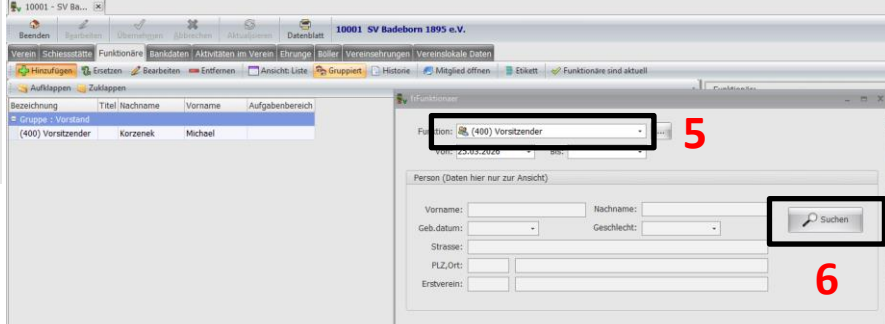 10001 - SV Ba...
Beenden Bearbeiten Übernehmen Abbrechen Aktualisieren Datenblatt 10001 SV Badeborn 1895 e.V.
Verein Schiessstätte Funktionäre Bankdaten Aktivitäten im Verein Ehrunge Böller Vereinsehrungen Vereinslokale Daten
Hinzufügen Ersetzen Bearbeiten Entfernen Ansicht: Liste Gruppiert Historie Mitglied öffnen Etikett Funktionäre sind aktuell
Aufklappen Zuklappen Funktionäre
Bezeichnung Titel Nachname Vorname Aufgabenbereich
Gruppe : Vorstand
(400) Vorsitzender Korzenek Michael
frFunktionaer
Funktion: (400) Vorsitzender ... 5
Von: 25.03.2026 Bis:
Person (Daten hier nur zur Ansicht)
Vorname: Nachname:
Suchen
Geb.datum: Geschlecht:
Strasse:
PLZ,Ort:
Erstverein:
6